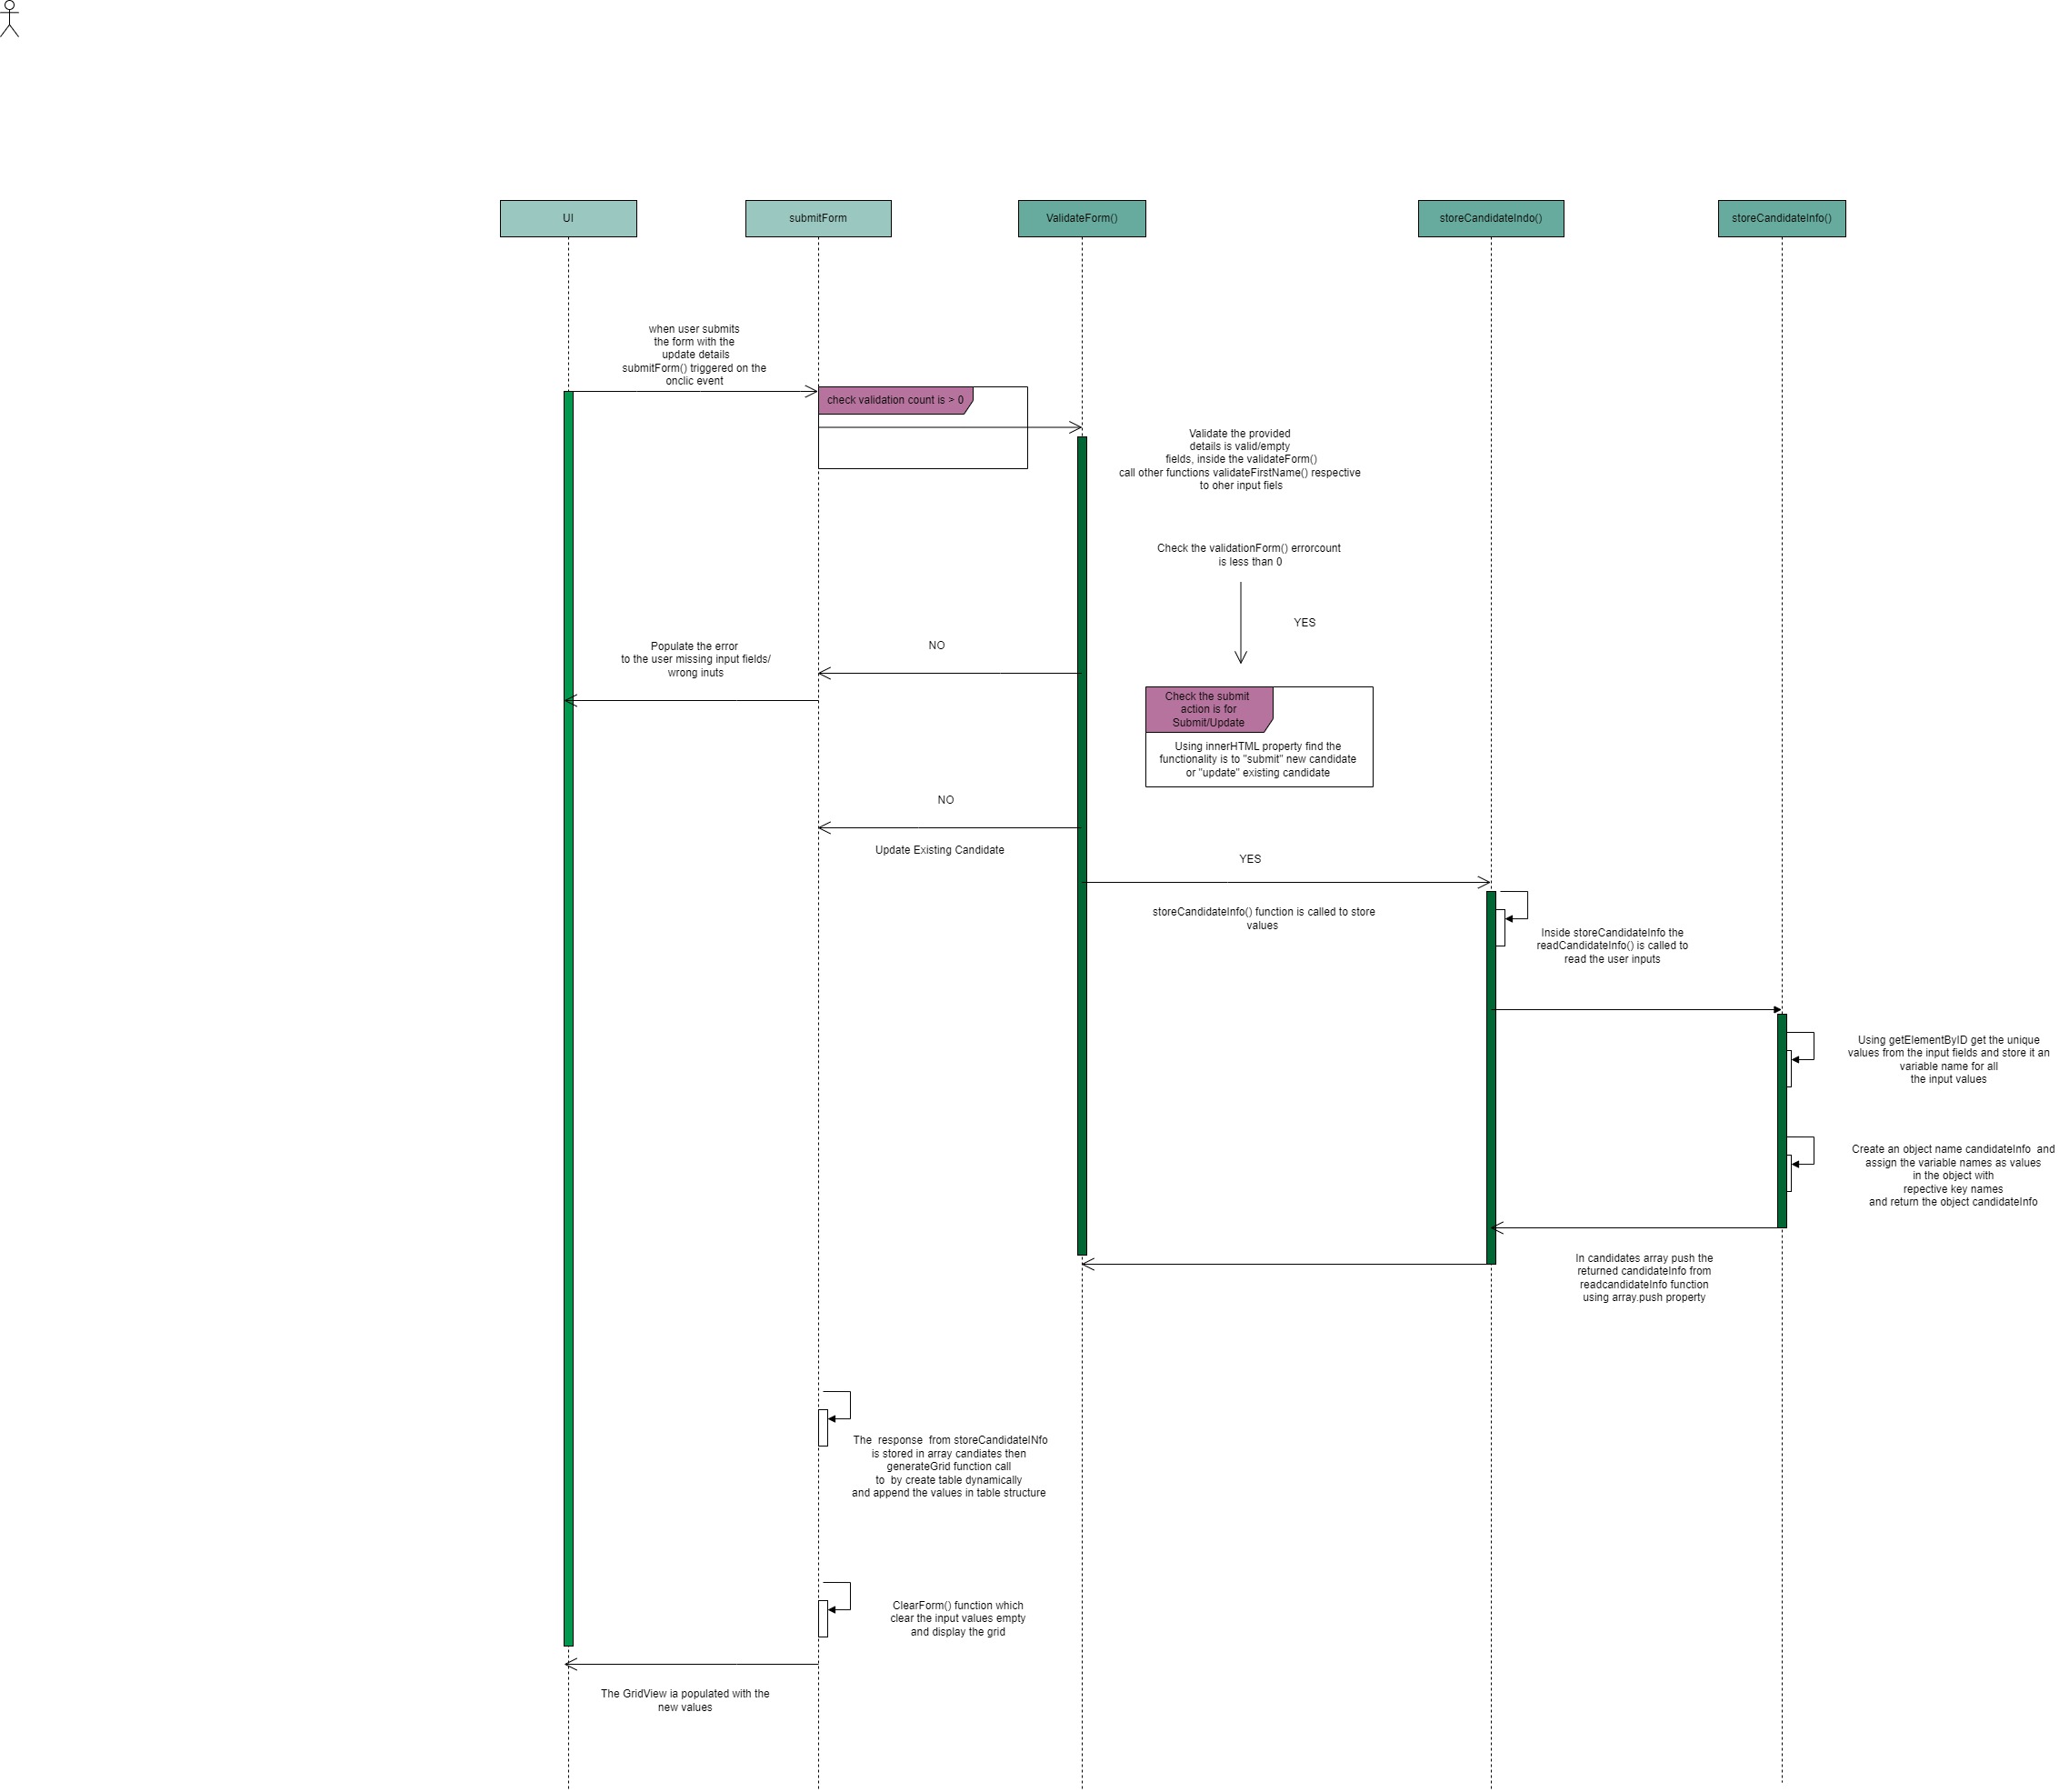 UI
submitForm
ValidateForm()
storeCandidateIndo()
storeCandidateInfo()
when user submits
the form with the
update details
submitForm() triggered on the
onclic event
check validation count is > 0
Validate the provided
details is valid/empty
fields, inside the validateForm()
call other functions validateFirstName() respective
to oher input fiels
Check the validationForm() errorcount
is less than 0
YES
NO
Populate the error
to the user missing input fields/
wrong inuts
Check the submit
action is for
Submit/Update
Using innerHTML property find the
functionality is to "submit" new candidate
or "update" existing candidate
NO
Update Existing Candidate
YES
storeCandidateInfo() function is called to store
values
Inside storeCandidateInfo the
readCandidateInfo() is called to
read the user inputs
Using getElementByID get the unique
values from the input fields and store it an
variable name for all
the input values
Create an object name candidateInfo  and
assign the variable names as values
in the object with
repective key names
and return the object candidateInfo
In candidates array push the
returned candidateInfo from
readcandidateInfo function
using array.push property
The  response  from storeCandidateINfo
is stored in array candiates then
generateGrid function call
to  by create table dynamically
and append the values in table structure
ClearForm() function which
clear the input values empty
and display the grid
The GridView ia populated with the
new values